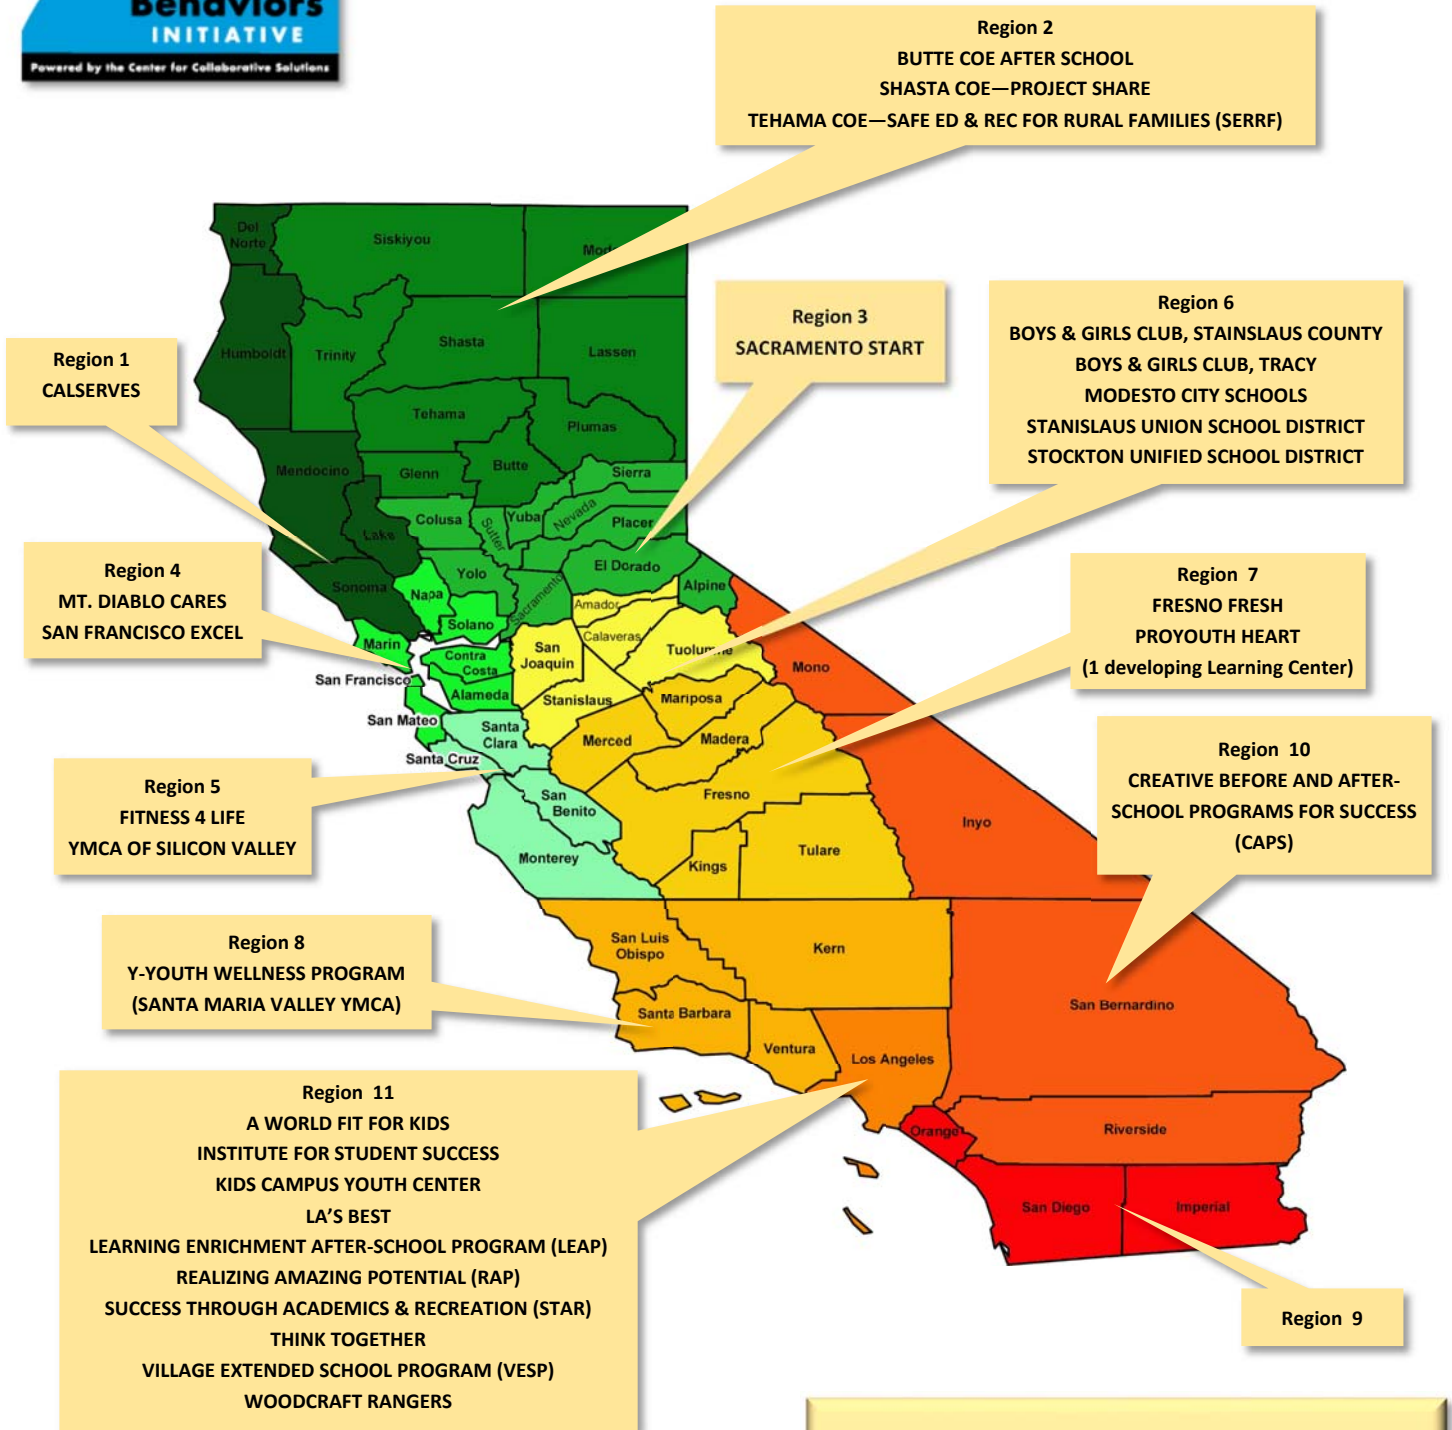 Behaviors
INITIATIVE
Powered by the Center for Collaborative Solutions
Region 2
BUTTE COE AFTER SCHOOL
SHASTA COE—PROJECT SHARE
TEHAMA COE—SAFE ED & REC FOR RURAL FAMILIES (SERRF)
Region 3
SACRAMENTO START
Region 6
BOYS & GIRLS CLUB, STAINSLAUS COUNTY
BOYS & GIRLS CLUB, TRACY
MODESTO CITY SCHOOLS
STANISLAUS UNION SCHOOL DISTRICT
STOCKTON UNIFIED SCHOOL DISTRICT
Region 1
CALSERVES
Region 4
MT. DIABLO CARES
SAN FRANCISCO EXCEL
Region 7
FRESNO FRESH
PROYOUTH HEART
(1 developing Learning Center)
Region 10
CREATIVE BEFORE AND AFTER-
SCHOOL PROGRAMS FOR SUCCESS
(CAPS)
Region 5
FITNESS 4 LIFE
YMCA OF SILICON VALLEY
Region 8
Y-YOUTH WELLNESS PROGRAM
(SANTA MARIA VALLEY YMCA)
Region 11
A WORLD FIT FOR KIDS
INSTITUTE FOR STUDENT SUCCESS
KIDS CAMPUS YOUTH CENTER
LA'S BEST
LEARNING ENRICHMENT AFTER-SCHOOL PROGRAM (LEAP)
REALIZING AMAZING POTENTIAL (RAP)
SUCCESS THROUGH ACADEMICS & RECREATION (STAR)
THINK TOGETHER
VILLAGE EXTENDED SCHOOL PROGRAM (VESP)
WOODCRAFT RANGERS
Region 9
Del
Norte
Siskiyou
Humboldt
Trinity
Shasta
Lassen
Tehama
Plumas
Mendocino
Glenn
Butte
Sierra
Colusa
Sutter
Yuba
Nevada
Placer
Lake
Sonoma
Napa
Yolo
Sacramento
El Dorado
Alpine
Solano
Amador
Calaveras
Marin
Contra
Costa
San
Joaquin
Tuolumne
Mono
San Francisco
Alameda
Stanislaus
Mariposa
San Mateo
Santa
Clara
Merced
Madera
Santa Cruz
San
Benito
Fresno
Inyo
Monterey
Kings
Tulare
San Luis
Obispo
Kern
Santa Barbara
Ventura
Los Angeles
San Bernardino
Orange
Riverside
San Diego
Imperial